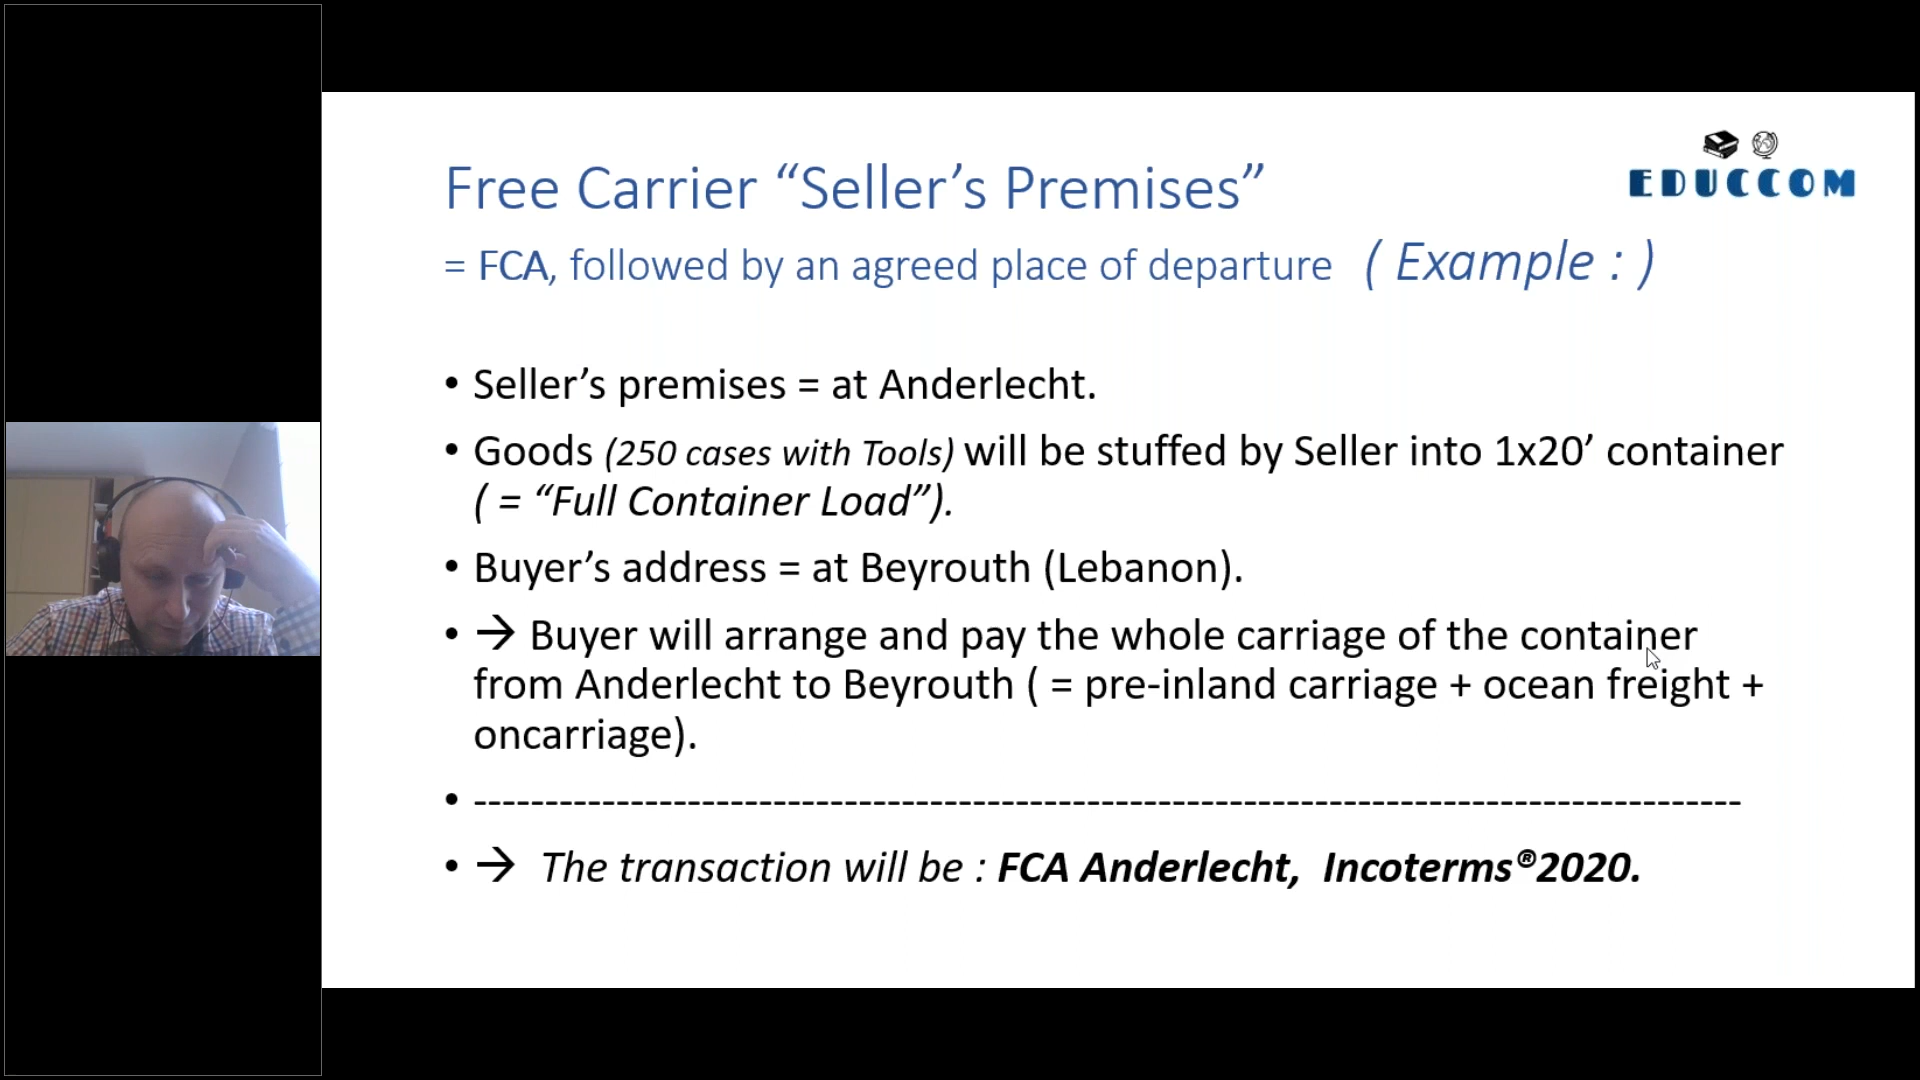 EDUCCOM
Free Carrier “Seller’s Premises”
= FCA, followed by an agreed place of departure ( Example : )
• Seller’s premises = at Anderlecht.
• Goods (250 cases with Tools) will be stuffed by Seller into 1x20’ container
( = “Full Container Load”).
• Buyer’s address = at Beyrouth (Lebanon).
• → Buyer will arrange and pay the whole carriage of the container
from Anderlecht to Beyrouth ( = pre-inland carriage + ocean freight +
oncarriage).
• ------------------------------------------------------------------------------------------
• → The transaction will be : FCA Anderlecht, Incoterms®2020.